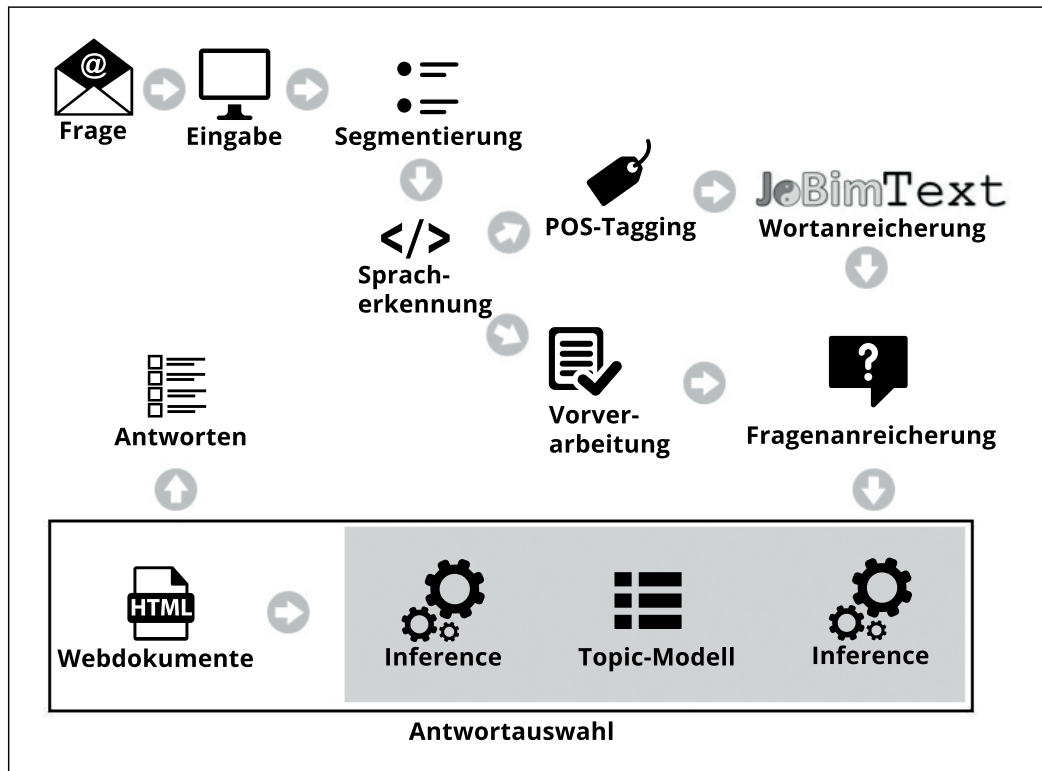 @
Frage
Eingabe
Segmentierung
POS-Tagging
JoBimText
Wortanreicherung
</>
Sprach-
erkennung
?
Vorver-
arbeitung
Fragenanreicherung
Antworten
HTML
Webdokumente
Inference
Topic-Modell
Inference
Antwortauswahl